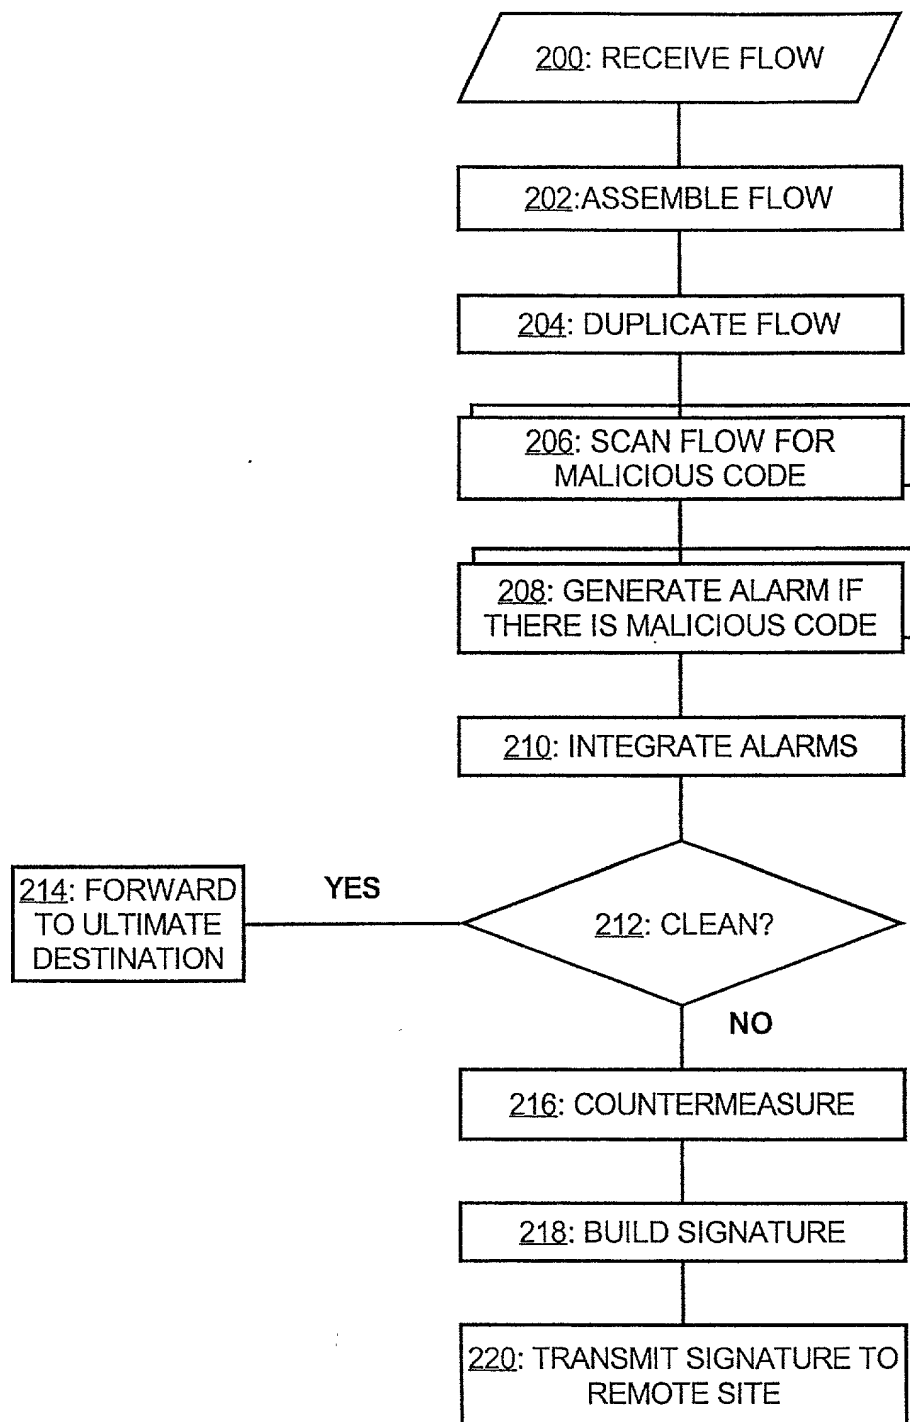 200: RECEIVE FLOW
202:ASSEMBLE FLOW
204: DUPLICATE FLOW
206: SCAN FLOW FOR
MALICIOUS CODE
208: GENERATE ALARM IF
THERE IS MALICIOUS CODE
210: INTEGRATE ALARMS
212: CLEAN?
YES
214: FORWARD
TO ULTIMATE
DESTINATION
NO
216: COUNTERMEASURE
218: BUILD SIGNATURE
220: TRANSMIT SIGNATURE TO
REMOTE SITE